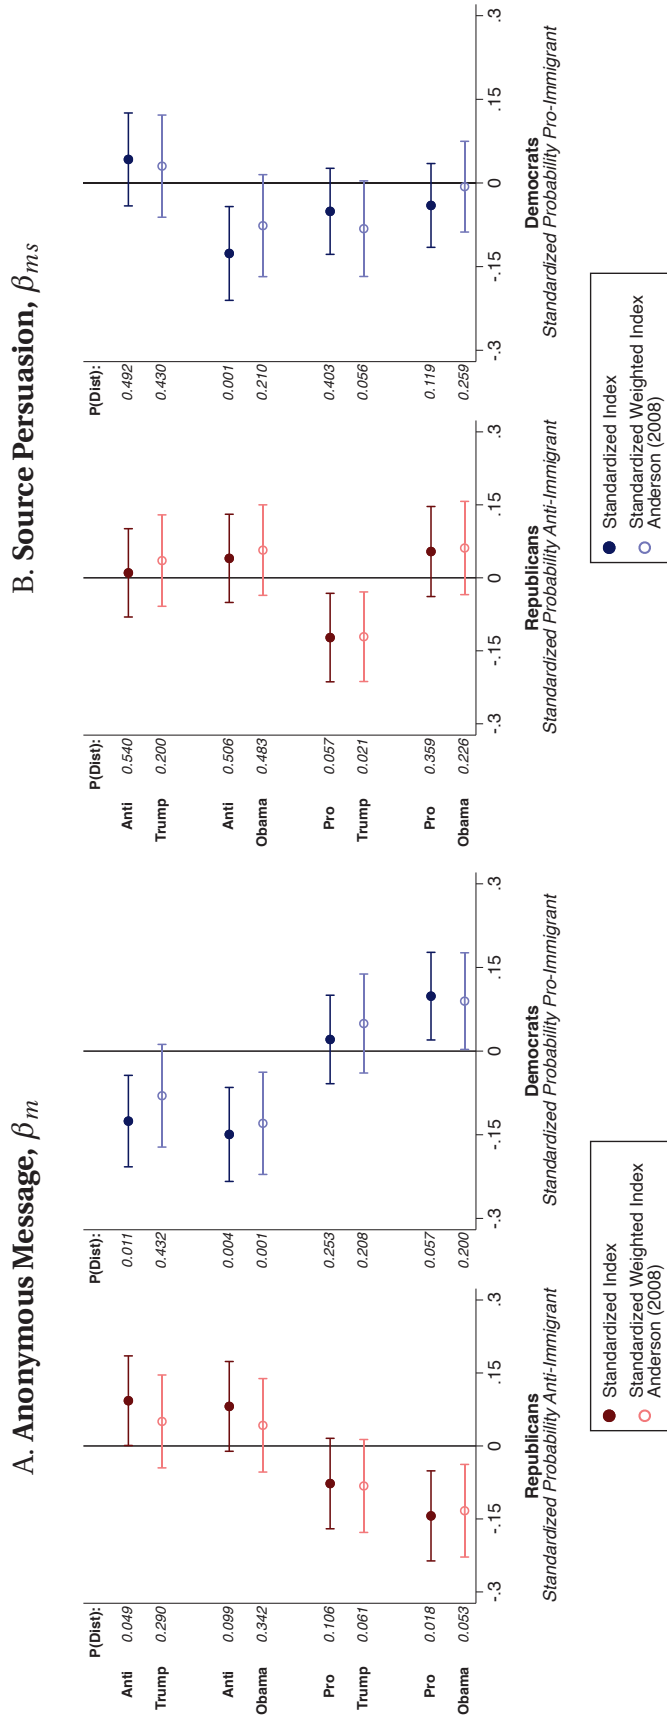 A. Anonymous Message, βm
P(Dist):
Anti 0.049
Trump 0.290
Anti 0.099
Obama 0.342
Pro 0.106
Trump 0.061
Pro 0.018
Obama 0.053
-.3 -.15 0 .15 .3
Republicans
Standardized Probability Anti-Immigrant
P(Dist):
0.011
0.432
0.004
0.001
0.253
0.208
0.057
0.200
-.3 -.15 0 .15 .3
Democrats
Standardized Probability Pro-Immigrant
Standardized Index
Standardized Weighted Index
Anderson (2008)
B. Source Persuasion, βms
P(Dist):
Anti 0.540
Trump 0.200
Anti 0.506
Obama 0.483
Pro 0.057
Trump 0.021
Pro 0.359
Obama 0.226
-.3 -.15 0 .15 .3
Republicans
Standardized Probability Anti-Immigrant
P(Dist):
0.492
0.430
0.001
0.210
0.403
0.056
0.119
0.259
-.3 -.15 0 .15 .3
Democrats
Standardized Probability Pro-Immigrant
Standardized Index
Standardized Weighted Index
Anderson (2008)